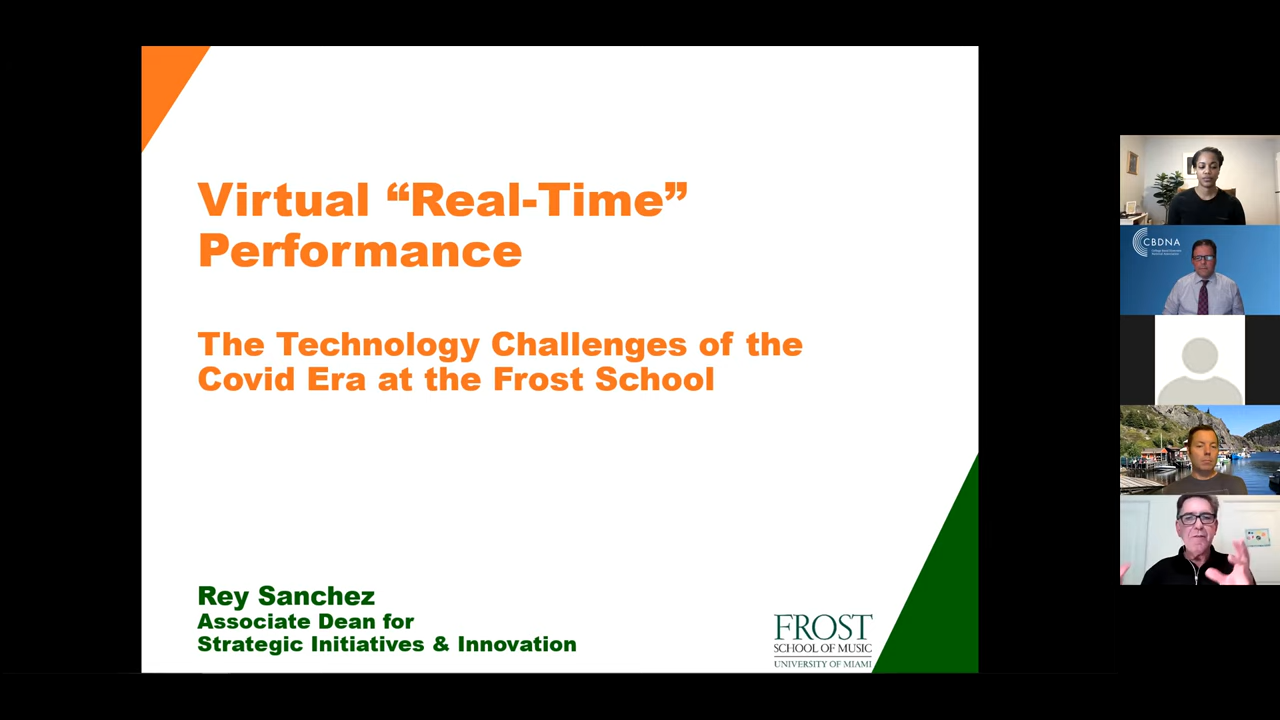 Virtual “Real-Time”
Performance
The Technology Challenges of the
Covid Era at the Frost School
Rey Sanchez
Associate Dean for
Strategic Initiatives & Innovation
FROST
SCHOOL OF MUSIC
UNIVERSITY OF MIAMI
CBDNA